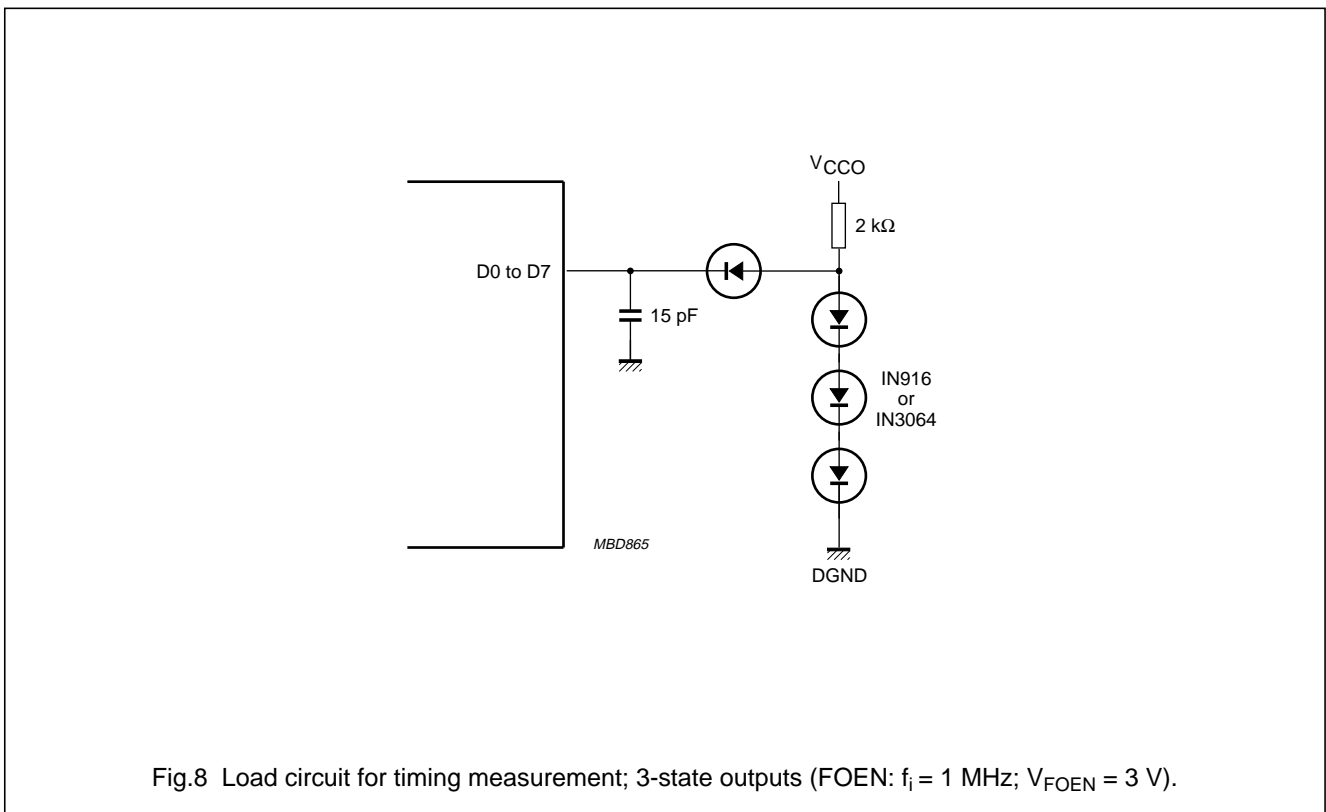 VCCO
2 kΩ
D0 to D7
15 pF
IN916
or
IN3064
MBD865
DGND
Fig.8 Load circuit for timing measurement; 3-state outputs (FOEN: fi = 1 MHz; VFOEN = 3 V).